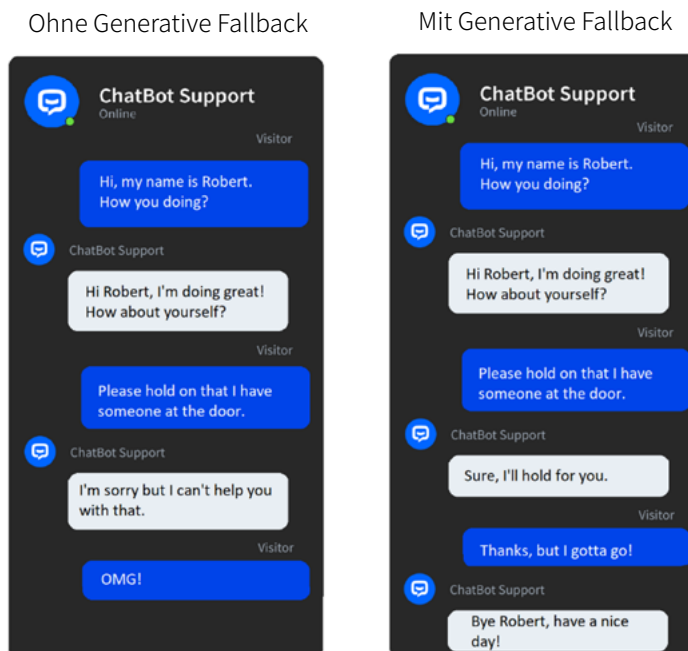 Ohne Generative Fallback
ChatBot Support
Online
Visitor
Hi, my name is Robert.
How you doing?
ChatBot Support
Hi Robert, I'm doing great!
How about yourself?
Visitor
Please hold on that I have
someone at the door.
ChatBot Support
I'm sorry but I can't help you
with that.
Visitor
OMG!
Mit Generative Fallback
ChatBot Support
Online
Visitor
Hi, my name is Robert.
How you doing?
ChatBot Support
Hi Robert, I'm doing great!
How about yourself?
Visitor
Please hold on that I have
someone at the door.
ChatBot Support
Sure, I'll hold for you.
Visitor
Thanks, but I gotta go!
ChatBot Support
Bye Robert, have a nice
day!